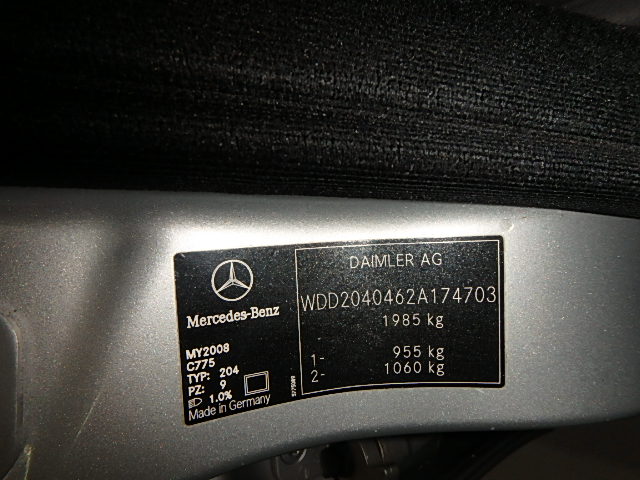 Mercedes-Benz
MY2008
C775
TYP: 204
PZ: 9
1.0%
Made in Germany
DAIMLER AG
WDD2040462A174703
1985 kg
1- 955 kg
2- 1060 kg